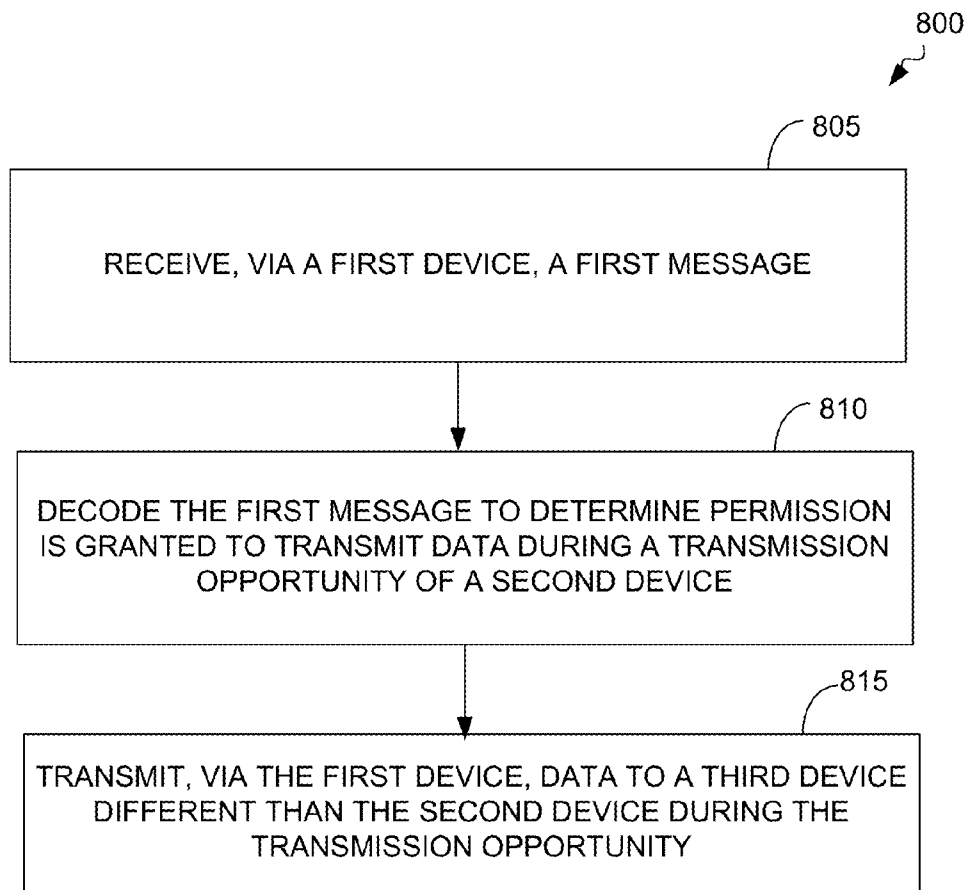 800
805
RECEIVE, VIA A FIRST DEVICE, A FIRST MESSAGE
810
DECODE THE FIRST MESSAGE TO DETERMINE PERMISSION
IS GRANTED TO TRANSMIT DATA DURING A TRANSMISSION
OPPORTUNITY OF A SECOND DEVICE
815
TRANSMIT, VIA THE FIRST DEVICE, DATA TO A THIRD DEVICE
DIFFERENT THAN THE SECOND DEVICE DURING THE
TRANSMISSION OPPORTUNITY